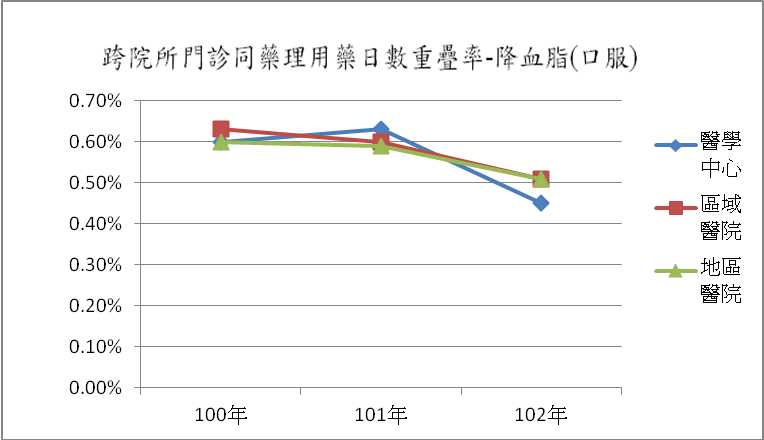 跨院所門診同藥理用藥日數重疊率-降血脂(口服)
0.70%
0.60%
0.50%
0.40%
0.30%
0.20%
0.10%
0.00%
100年
101年
102年
醫學
中心
區域
醫院
地區
醫院